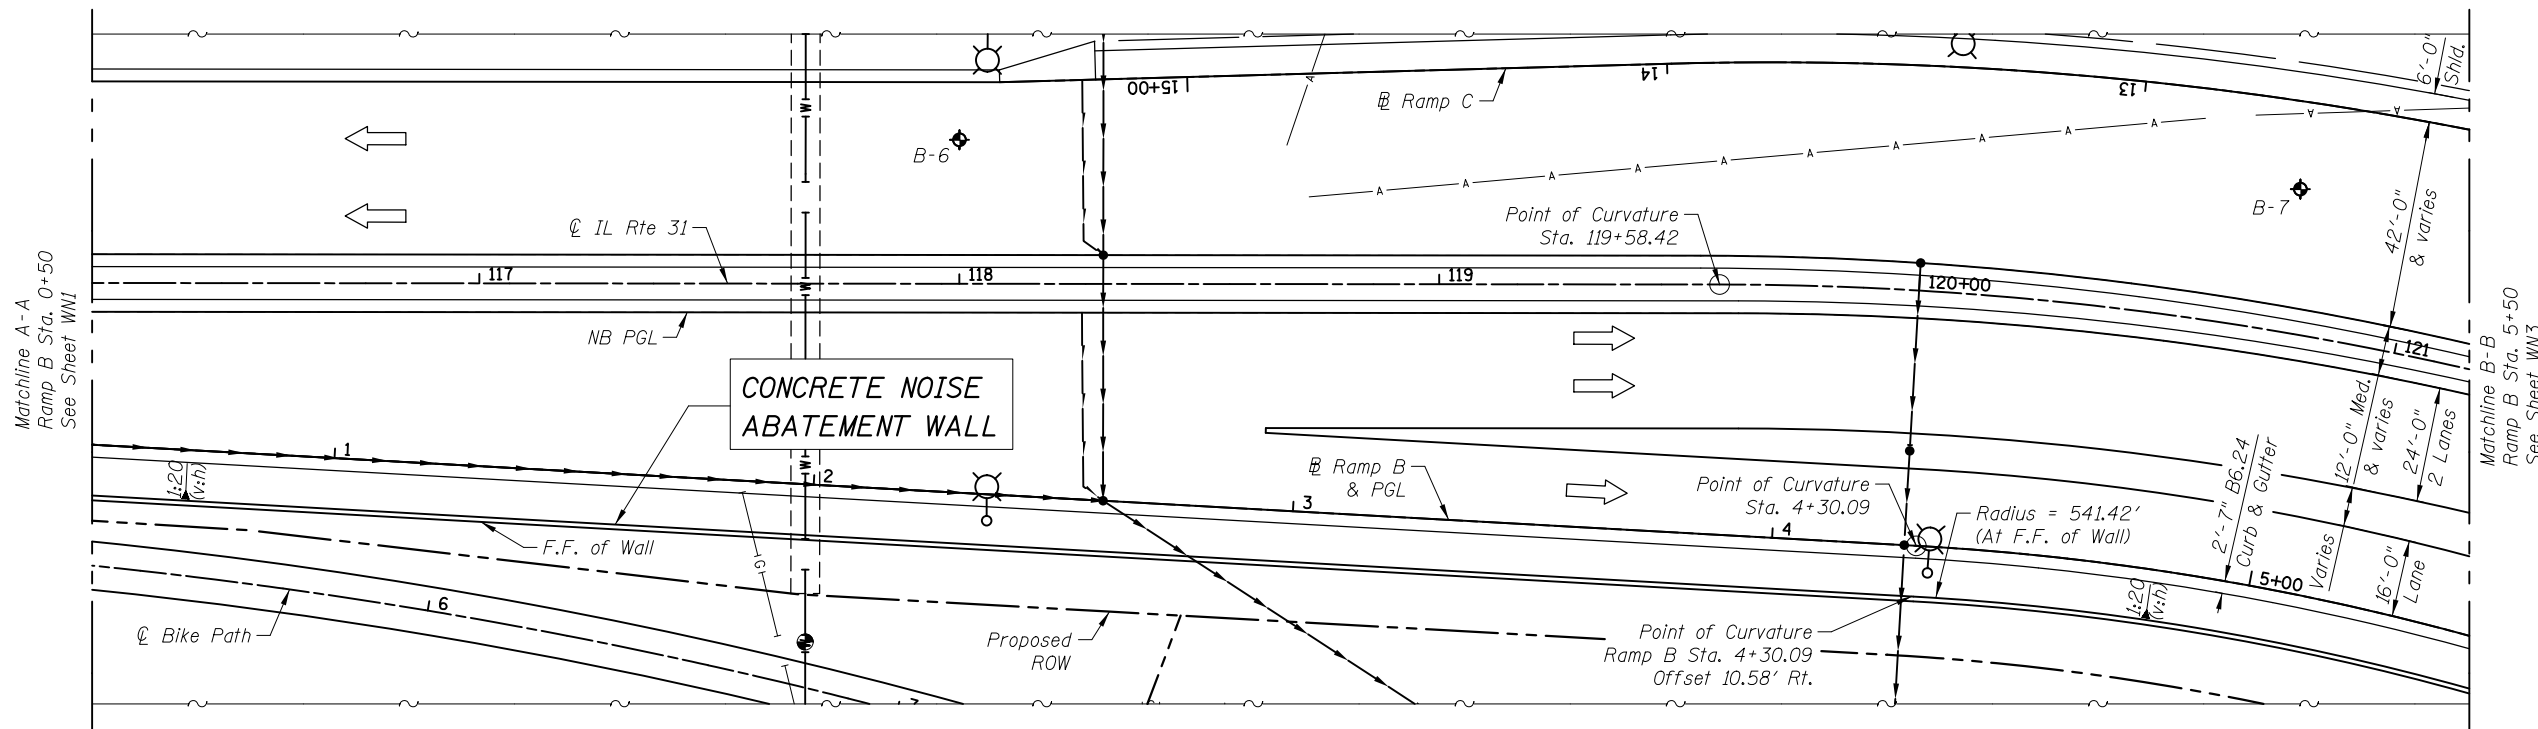 Matchline A-A
Ramp B Sta. 0+50
See Sheet WN1
15+00
14
13
℄ Ramp C
6'-0"
Shld.
A
A
A
A
A
A
A
A
A
A
A
A
A
A
B-6
B-7
42'-0"
& varies
Point of Curvature
Sta. 119+58.42
℄ IL Rte 31
117
118
119
120+00
121
NB PGL
CONCRETE NOISE
ABATEMENT WALL
12'-0" Med.
& varies
24'-0"
2 Lanes
Matchline B-B
Ramp B Sta. 5+50
See Sheet WN3
1
2
3
4
5+00
1:20
(v:h)
℄ Ramp B
& PGL
Point of Curvature
Sta. 4+30.09
Radius = 541.42'
(At F.F. of Wall)
2'-7" B6.24
Curb & Gutter
Varies
16'-0"
Lane
1:20
(v:h)
F.F. of Wall
G
6
7
℄ Bike Path
Proposed
ROW
Point of Curvature
Ramp B Sta. 4+30.09
Offset 10.58' Rt.